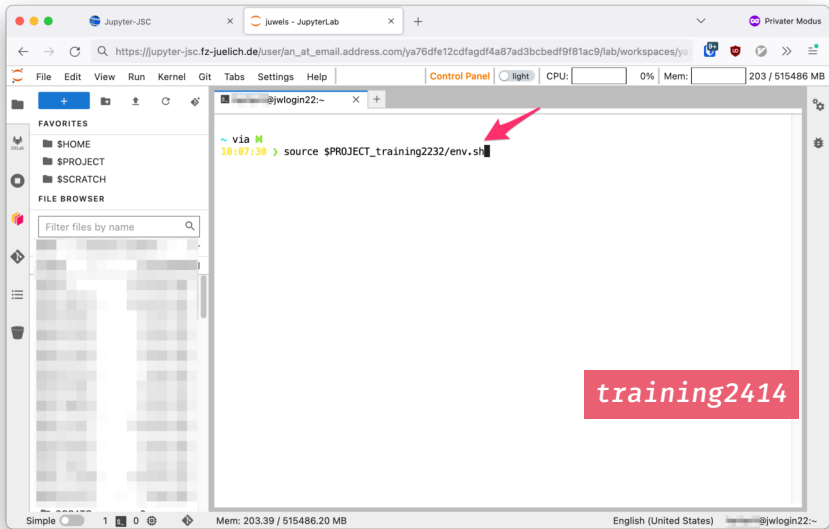 Jupyter-JSC
juwels - JupyterLab
Privater Modus
https://jupyter-jsc.fz-juelich.de/user/an_at_email.address.com/ya76dfe12cdfagdf4a87ad3bcbedf9f81ac9/lab/workspaces/ya
9+
File Edit View Run Kernel Git Tabs Settings Help
Control Panel light CPU: 0% Mem: 203 / 515486 MB
@jwlogin22:~
FAVORITES
$HOME
$PROJECT
$SCRATCH
FILE BROWSER
Filter files by name
~ via
10:07:30 ❯ source $PROJECT_training2232/env.sh
training2414
Simple 1 0 Mem: 203.39 / 515486.20 MB English (United States) @jwlogin22:~